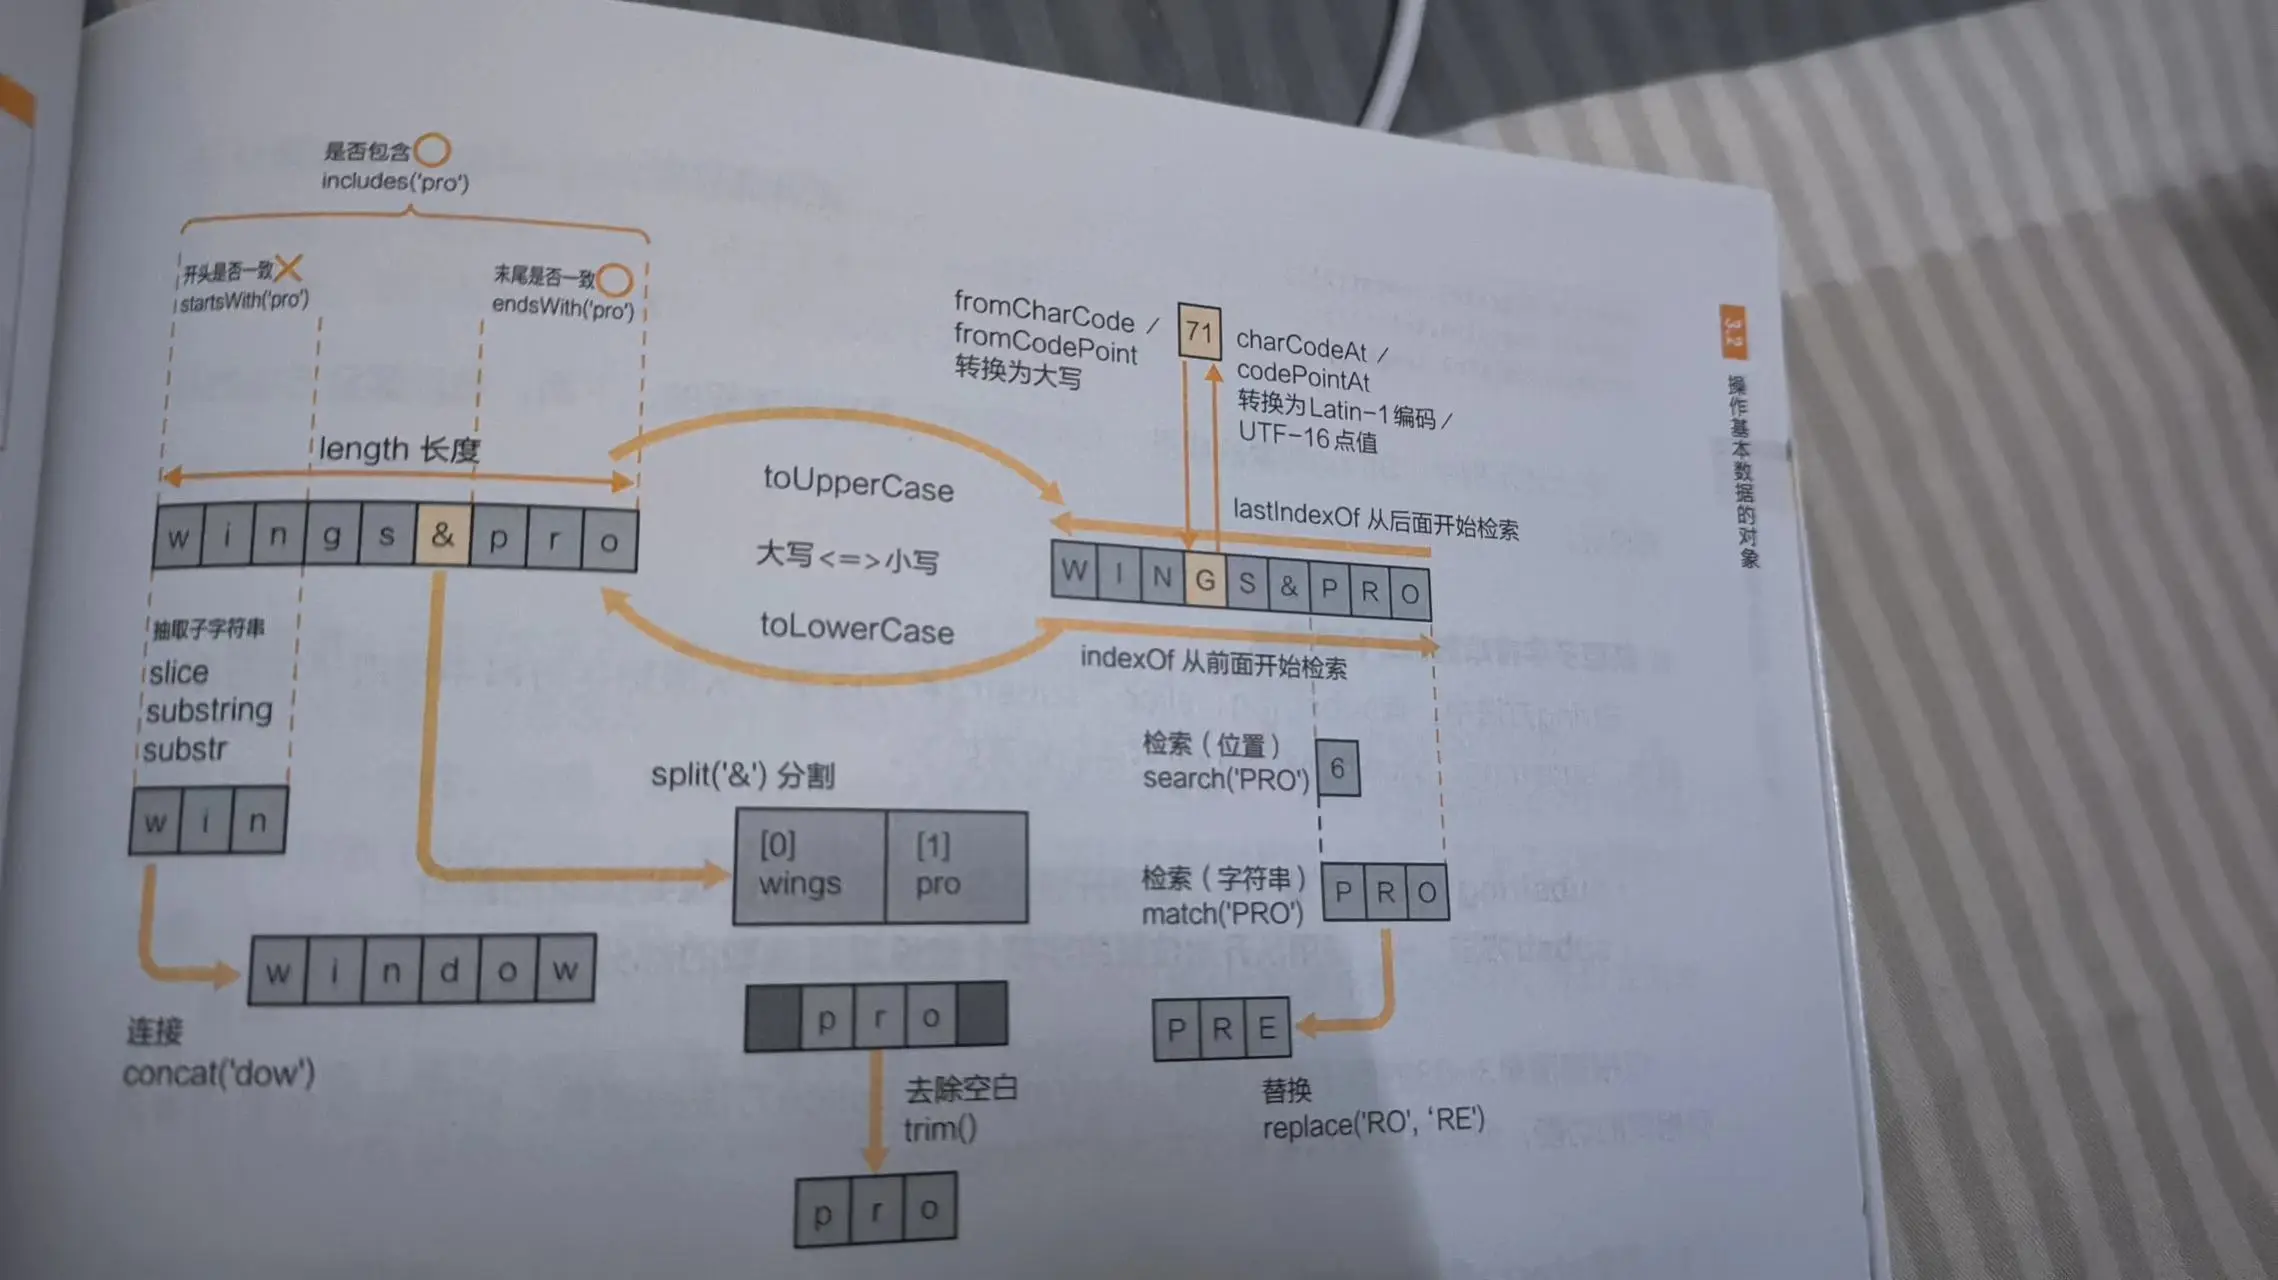 是否包含
includes('pro')
开头是否一致
startsWith('pro')
末尾是否一致
endsWith('pro')
length 长度
w i n g s & p r o
抽取子字符串
slice
substring
substr
w i n
w i n d o w
连接
concat('dow')
toUpperCase
大写<=>小写
toLowerCase
split('&') 分割
[0] [1]
wings pro
p r o
去除空白
trim()
p r o
fromCharCode /
fromCodePoint
转换为大写
71
charCodeAt /
codePointAt
转换为Latin-1编码/
UTF-16点值
lastIndexOf 从后面开始检索
W I N G S & P R O
indexOf 从前面开始检索
检索(位置)
search('PRO') 6
检索(字符串)
match('PRO') P R O
P R E
替换
replace('RO', 'RE')
3.2
操作基本数据的对象